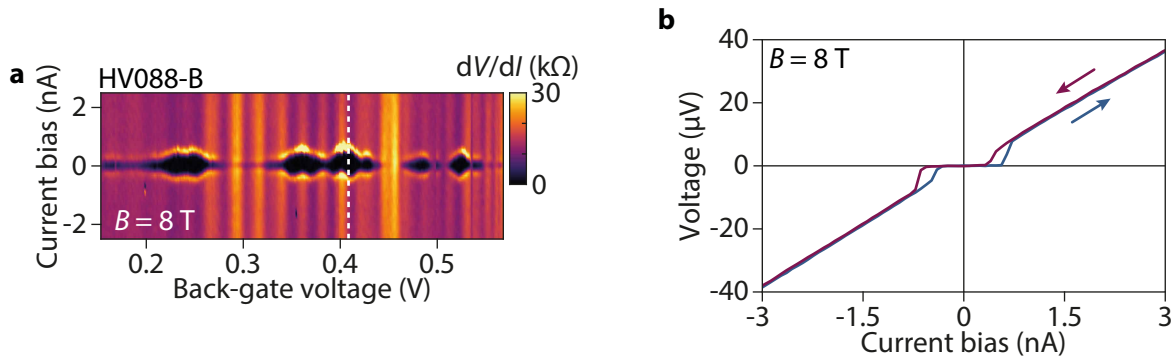 a
HV088-B
dV/dI (kΩ)
30
0
Current bias (nA)
2
0
-2
B = 8 T
0.2
0.3
0.4
0.5
Back-gate voltage (V)
b
B = 8 T
Voltage (µV)
40
20
0
-20
-40
-3
-1.5
0
1.5
3
Current bias (nA)